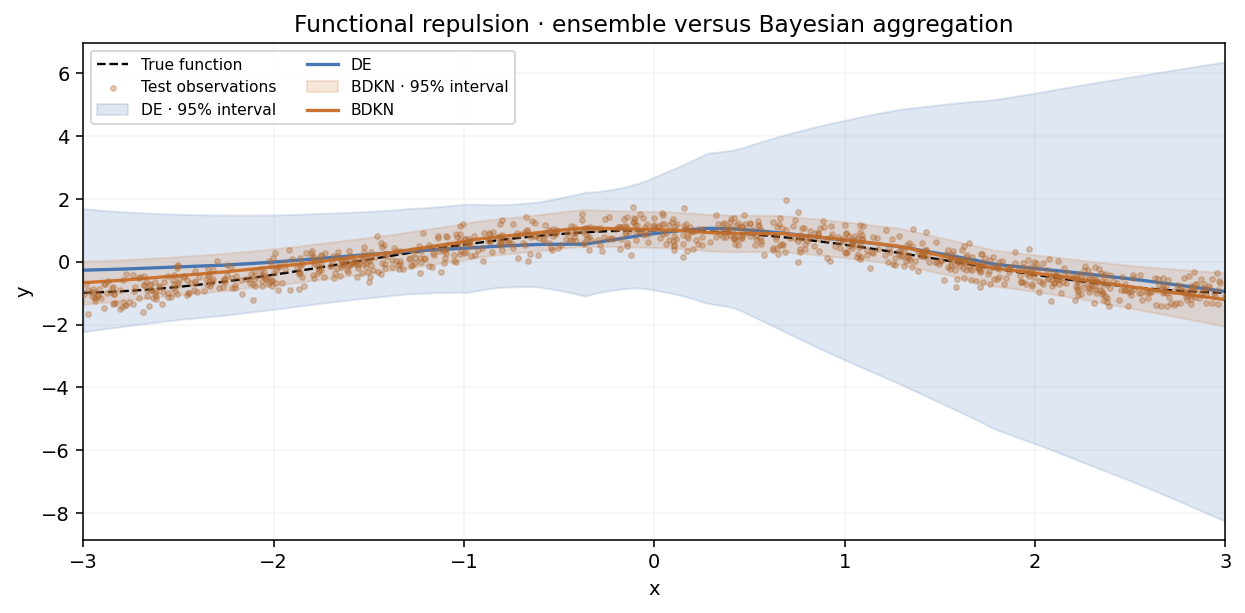 Functional repulsion · ensemble versus Bayesian aggregation
True function
Test observations
DE · 95% interval
DE
BDKN · 95% interval
BDKN
6
4
2
0
−2
−4
−6
−8
y
−3
−2
−1
0
1
2
3
x